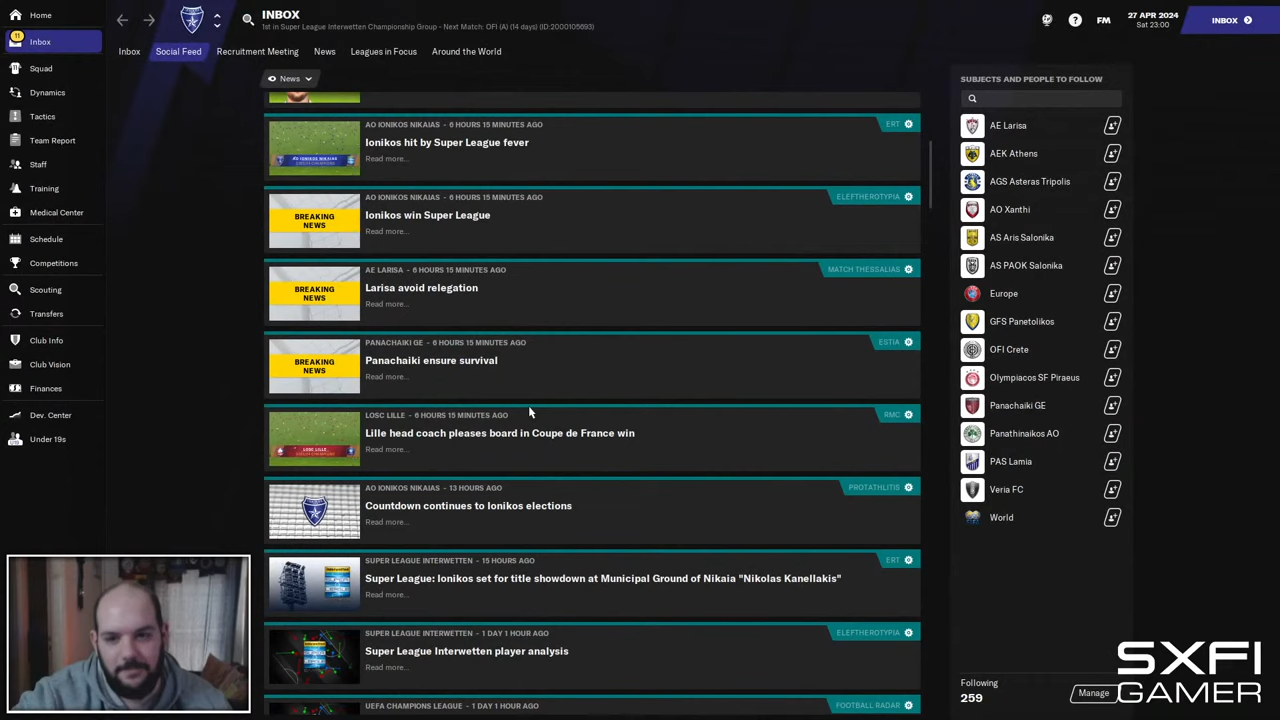 Home
11
Inbox
Squad
Dynamics
Tactics
Team Report
Staff
Training
Medical Center
Schedule
Competitions
Scouting
Transfers
Club Info
Club Vision
Finances
Dev. Center
Under 19s
INBOX
1st in Super League Interwetten Championship Group - Next Match: OFI (A) (14 days) (ID:2000105693)
FM
27 APR 2024
Sat 23:00
INBOX
Inbox
Social Feed
Recruitment Meeting
News
Leagues in Focus
Around the World
News
AO IONIKOS NIKAIAS - 6 HOURS 15 MINUTES AGO
ERT
Ionikos hit by Super League fever
Read more...
AO IONIKOS NIKAIAS - 6 HOURS 15 MINUTES AGO
ELEFTHEROTYPIA
BREAKING
NEWS
Ionikos win Super League
Read more...
AE LARISA - 6 HOURS 15 MINUTES AGO
MATCH THESSALIAS
BREAKING
NEWS
Larisa avoid relegation
Read more...
PANACHAIKI GE - 6 HOURS 15 MINUTES AGO
ESTIA
BREAKING
NEWS
Panachaiki ensure survival
Read more...
LOSC LILLE - 6 HOURS 15 MINUTES AGO
RMC
Lille head coach pleases board in Coupe de France win
Read more...
AO IONIKOS NIKAIAS - 13 HOURS AGO
PROTATHLITIS
Countdown continues to Ionikos elections
Read more...
SUPER LEAGUE INTERWETTEN - 15 HOURS AGO
ERT
Super League: Ionikos set for title showdown at Municipal Ground of Nikaia "Nikolao Kanellakis"
Read more...
SUPER LEAGUE INTERWETTEN - 1 DAY 1 HOUR AGO
ELEFTHEROTYPIA
Super League Interwetten player analysis
Read more...
UEFA CHAMPIONS LEAGUE - 1 DAY 1 HOUR AGO
FOOTBALL RADAR
SUBJECTS AND PEOPLE TO FOLLOW
AE Larisa
AEK Athens
AGS Asteras Tripolis
AO Xanthi
AS Aris Salonika
AS PAOK Salonika
Europe
GFS Panetolikos
OFI Crete
Olympiacos SF Piraeus
Panachaiki GE
Panathinaikos AO
PAS Lamia
Veria FC
World
Following
259
Manage
SXFI
GAMER